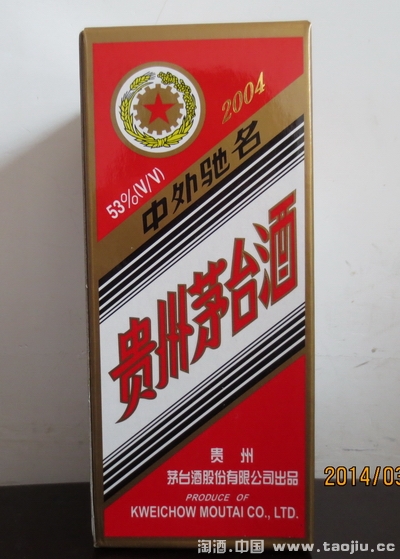 2004
53%(V/V)
中外驰名
贵州茅台酒
贵州
茅台酒股份有限公司出品
PRODUCE OF
KWEICHOW MOUTAI CO., LTD.
2014/03
淘酒.中国 www.taojiu.cc